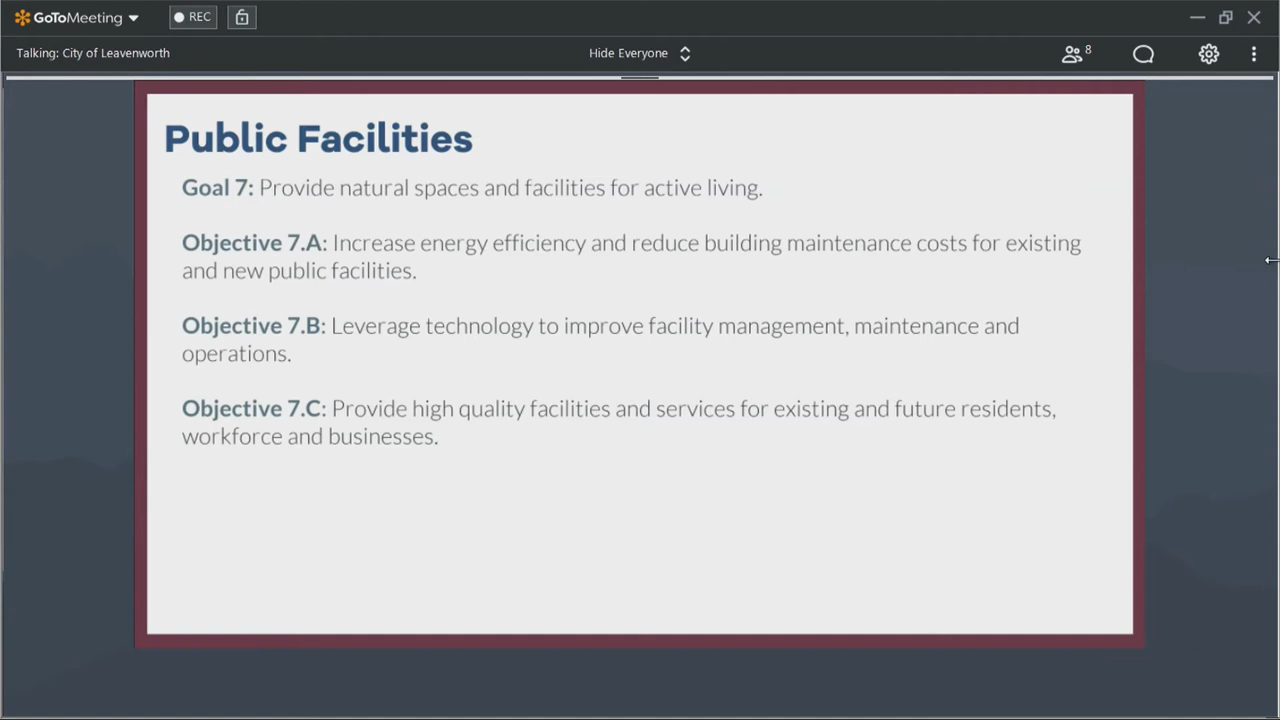 GoToMeeting
REC
Talking: City of Leavenworth
Hide Everyone
8
Public Facilities
Goal 7: Provide natural spaces and facilities for active living.
Objective 7.A: Increase energy efficiency and reduce building maintenance costs for existing
and new public facilities.
Objective 7.B: Leverage technology to improve facility management, maintenance and
operations.
Objective 7.C: Provide high quality facilities and services for existing and future residents,
workforce and businesses.